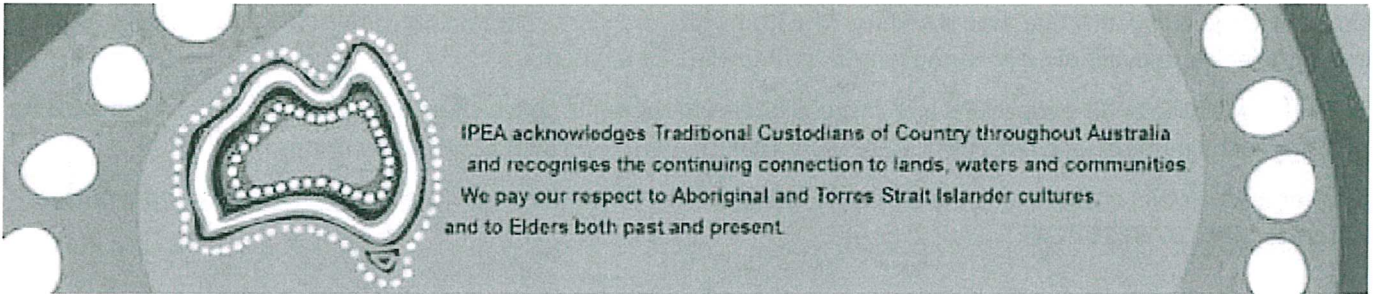 IPEA acknowledges Traditional Custodians of Country throughout Australia
and recognises the continuing connection to lands, waters and communities.
We pay our respect to Aboriginal and Torres Strait Islander cultures,
and to Elders both past and present.